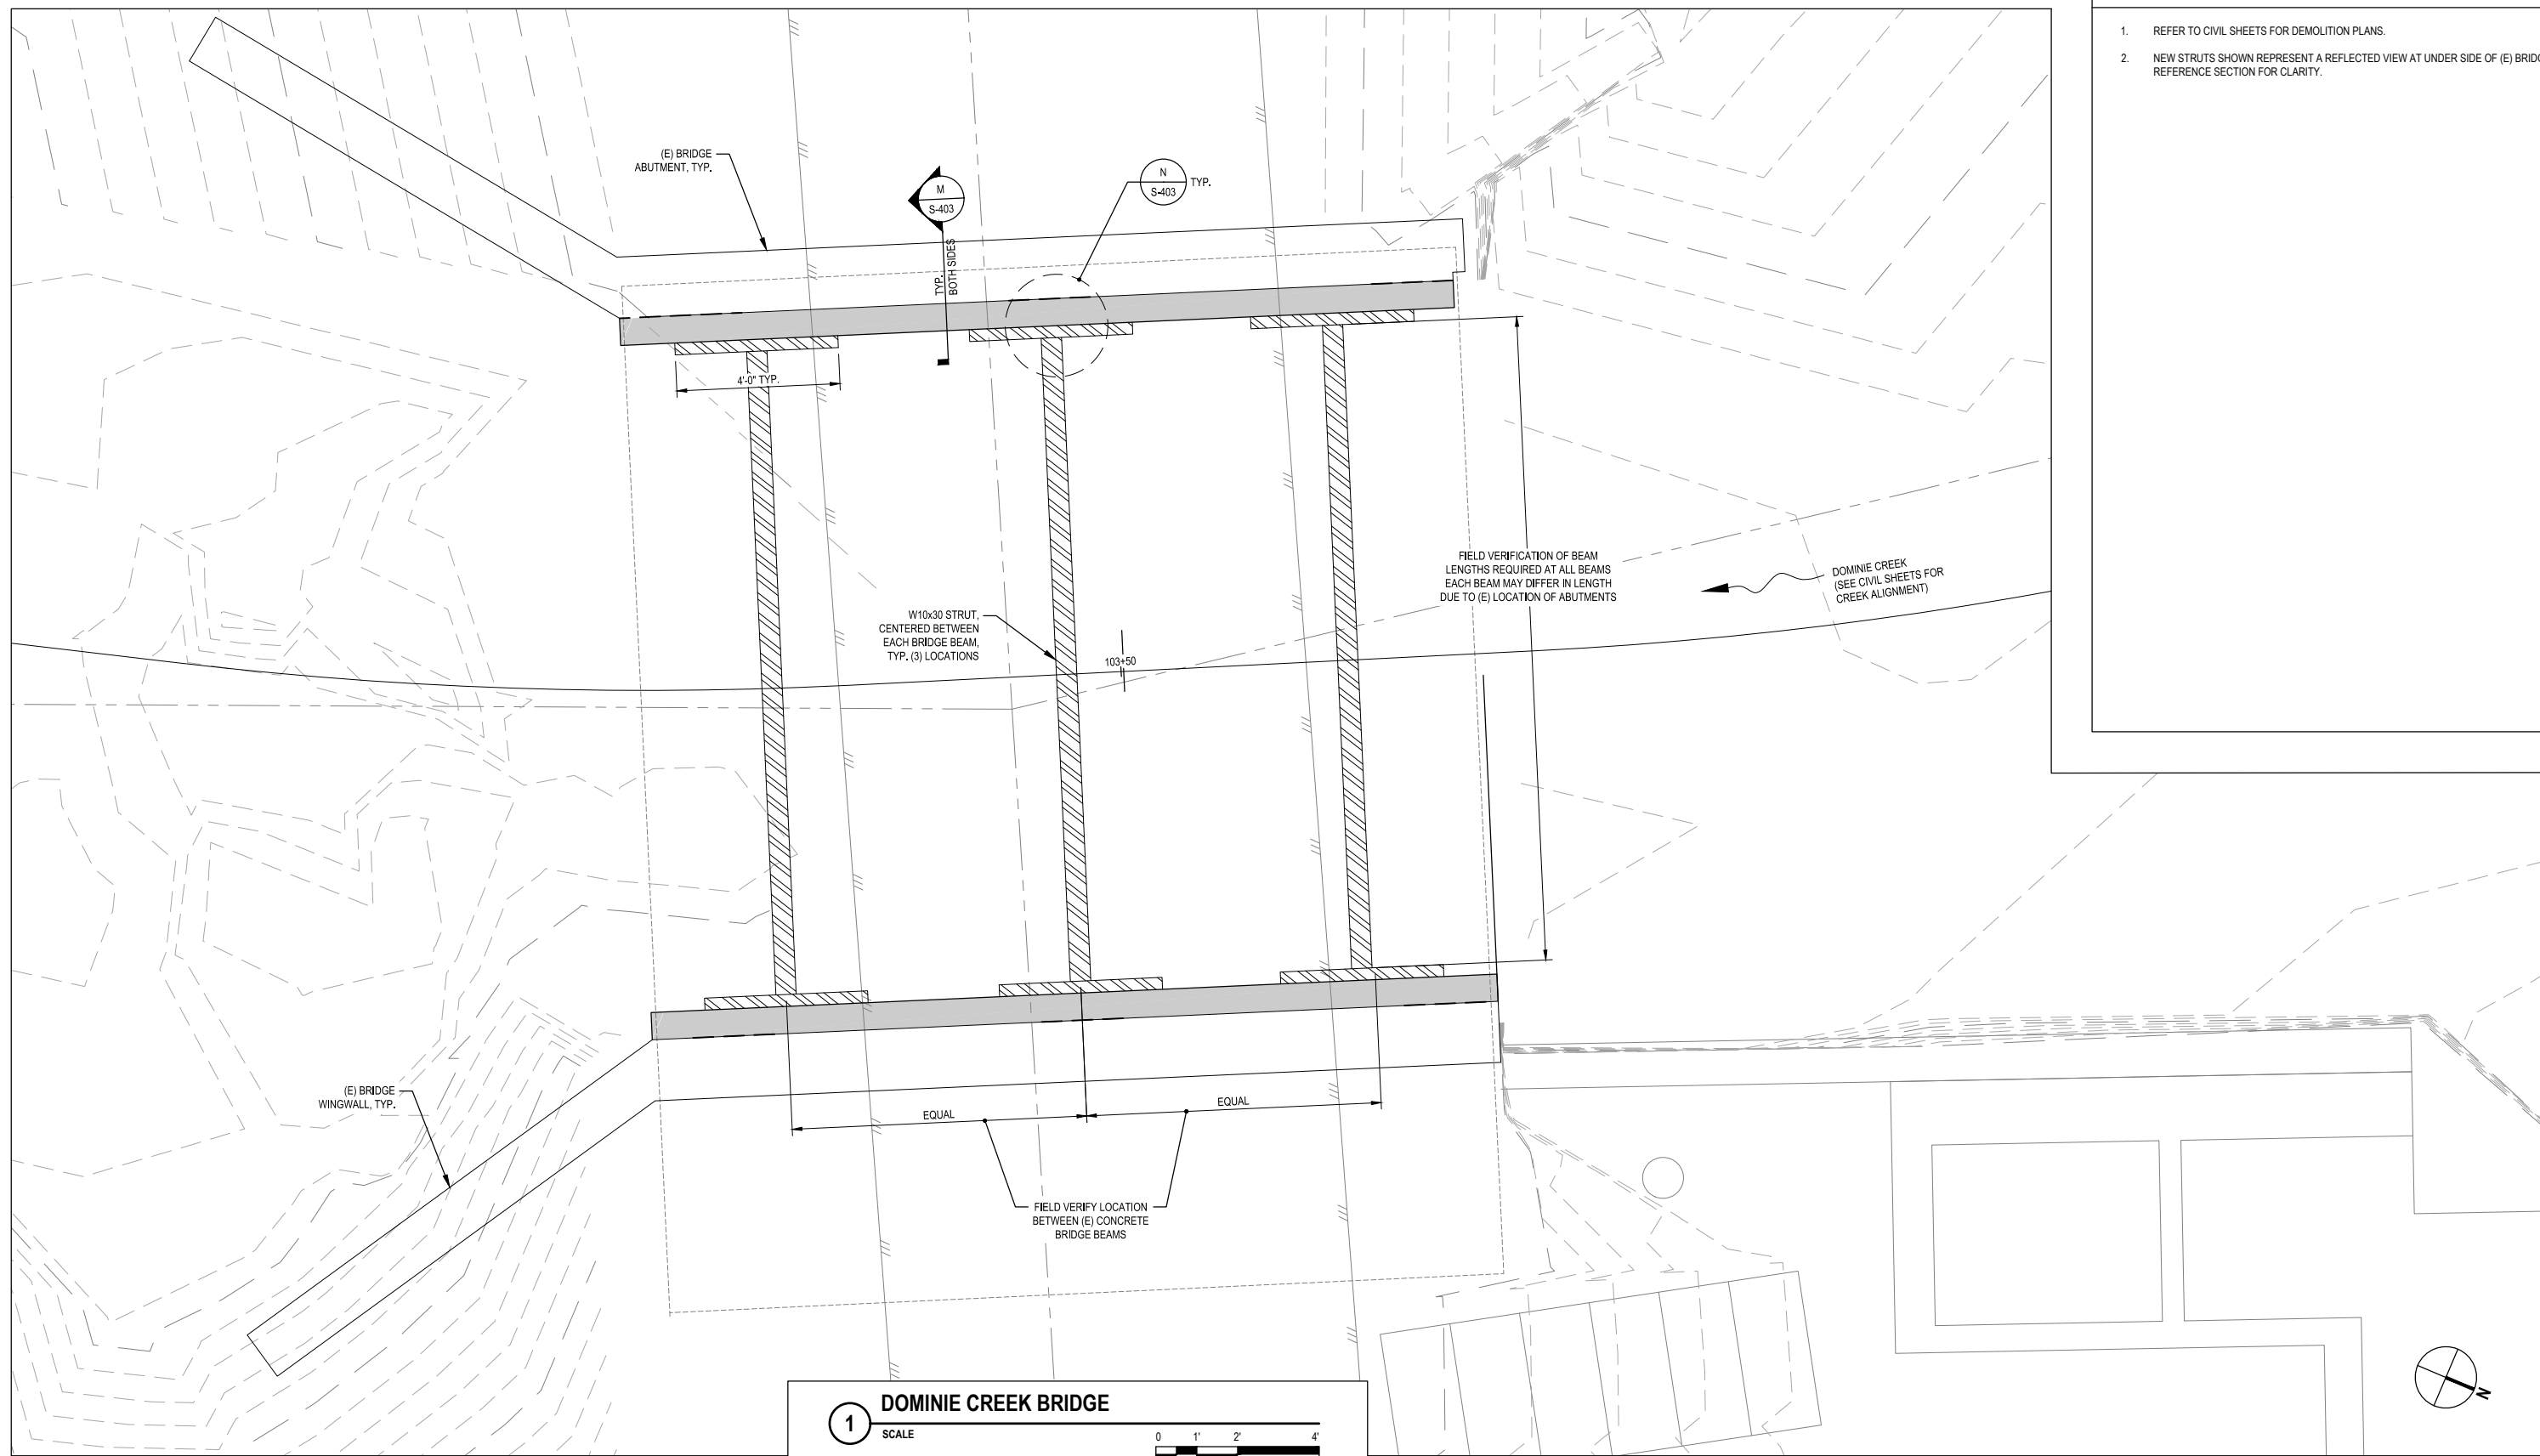 1. REFER TO CIVIL SHEETS FOR DEMOLITION PLANS.
2. NEW STRUTS SHOWN REPRESENT A REFLECTED VIEW AT UNDER SIDE OF (E)
REFERENCE SECTION FOR CLARITY.
(E) BRIDGE
ABUTMENT, TYP.
M
S-403
TYP.
BOTH SIDES
N
S-403
TYP.
4'-0" TYP.
FIELD VERIFICATION OF BEAM
LENGTHS REQUIRED AT ALL BEAMS
EACH BEAM MAY DIFFER IN LENGTH
DUE TO (E) LOCATION OF ABUTMENTS
DOMINIE CREEK
(SEE CIVIL SHEETS FOR
CREEK ALIGNMENT)
W10x30 STRUT,
CENTERED BETWEEN
EACH BRIDGE BEAM,
TYP. (3) LOCATIONS
103+50
(E) BRIDGE
WINGWALL, TYP.
EQUAL
EQUAL
FIELD VERIFY LOCATION
BETWEEN (E) CONCRETE
BRIDGE BEAMS
N
1
DOMINIE CREEK BRIDGE
SCALE
0 1' 2' 4'